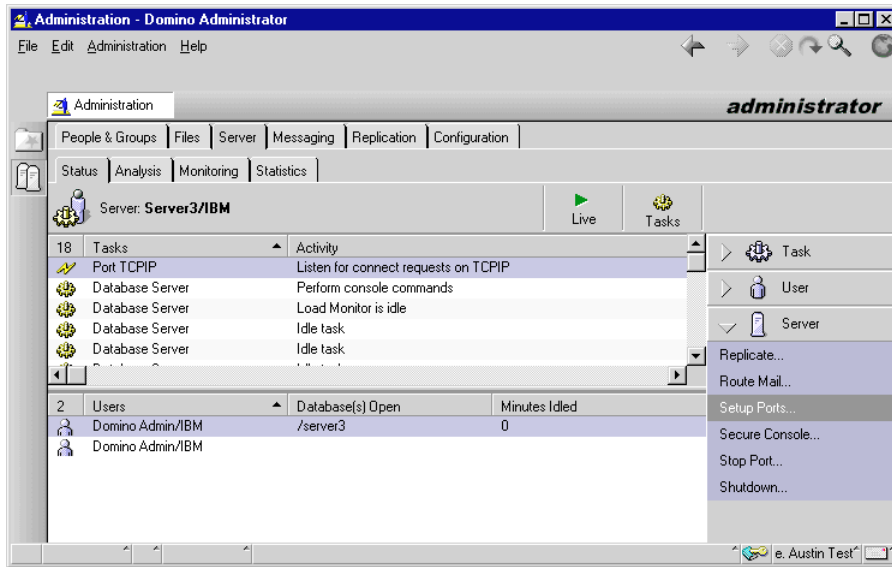 Administration - Domino Administrator
File Edit Administration Help
Administration
administrator
People & Groups Files Server Messaging Replication Configuration
Status Analysis Monitoring Statistics
Server: Server3/IBM
Live
Tasks
18 Tasks Activity
Port TCPIP Listen for connect requests on TCPIP
Database Server Perform console commands
Database Server Load Monitor is idle
Database Server Idle task
Database Server Idle task
Task
User
Server
Replicate...
Route Mail...
Setup Ports...
Secure Console...
Stop Port...
Shutdown...
2 Users Database(s) Open Minutes Idled
Domino Admin/IBM /server3 0
Domino Admin/IBM
e. Austin Test